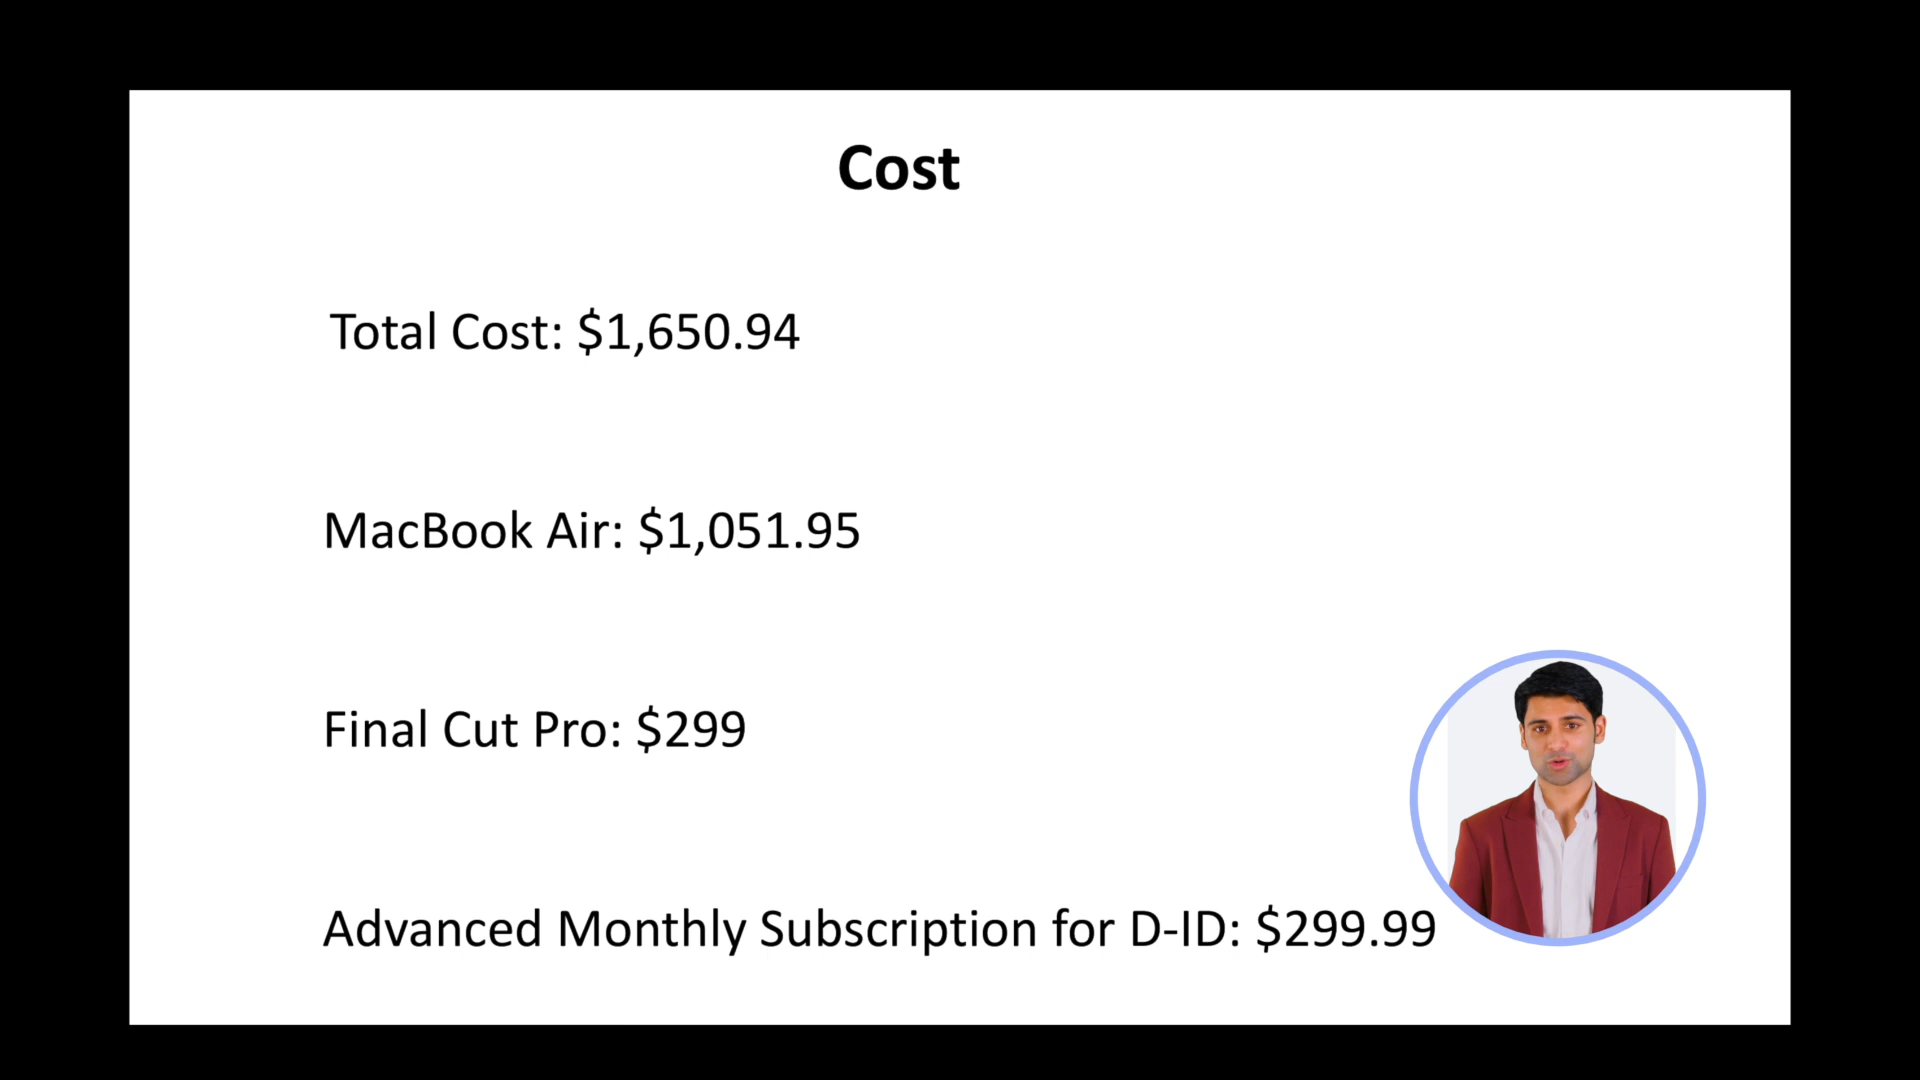 Cost
Total Cost: $1,650.94
MacBook Air: $1,051.95
Final Cut Pro: $299
Advanced Monthly Subscription for D-ID: $299.99